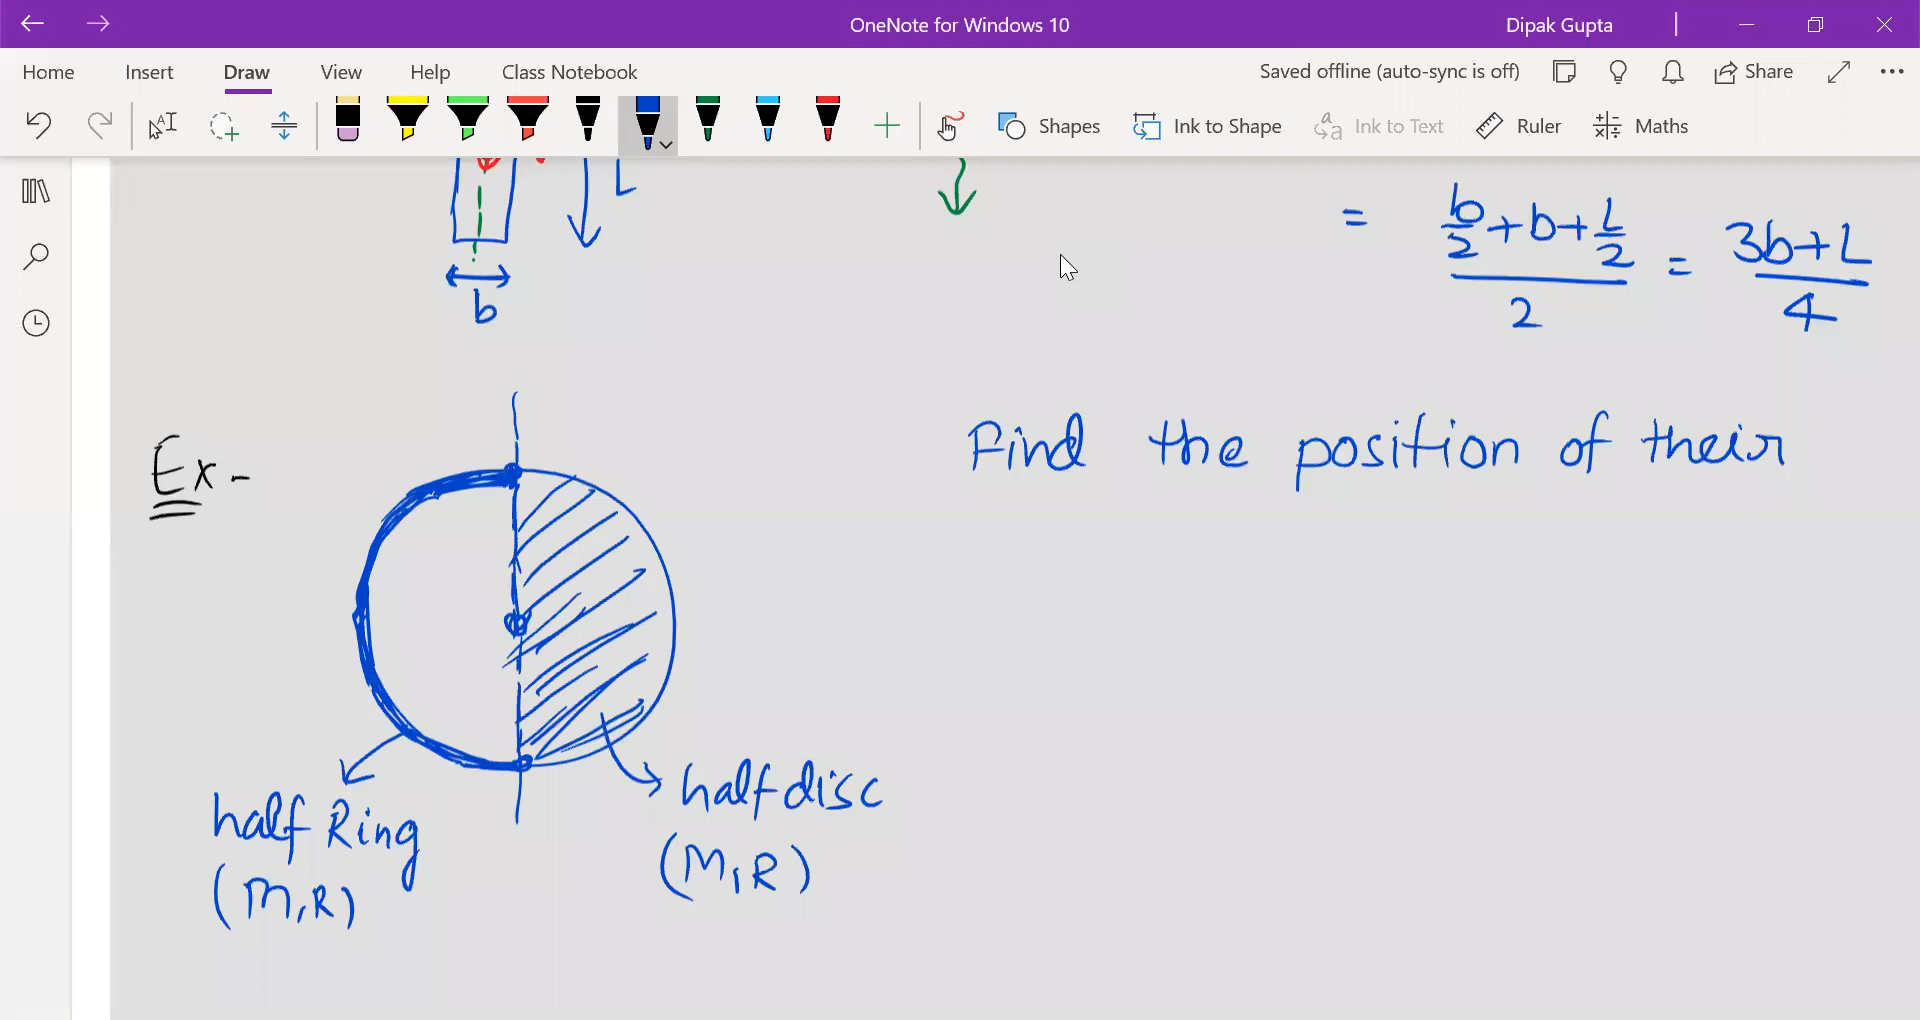 OneNote for Windows 10
Dipak Gupta
Home Insert Draw View Help Class Notebook
Saved offline (auto-sync is off) Share
Shapes Ink to Shape Ink to Text Ruler Maths
L
b
= b/2 + b + L/2 / 2 = 3b+L / 4
Ex -
Find the position of their
half Ring
(M,R)
half disc
(M,R)